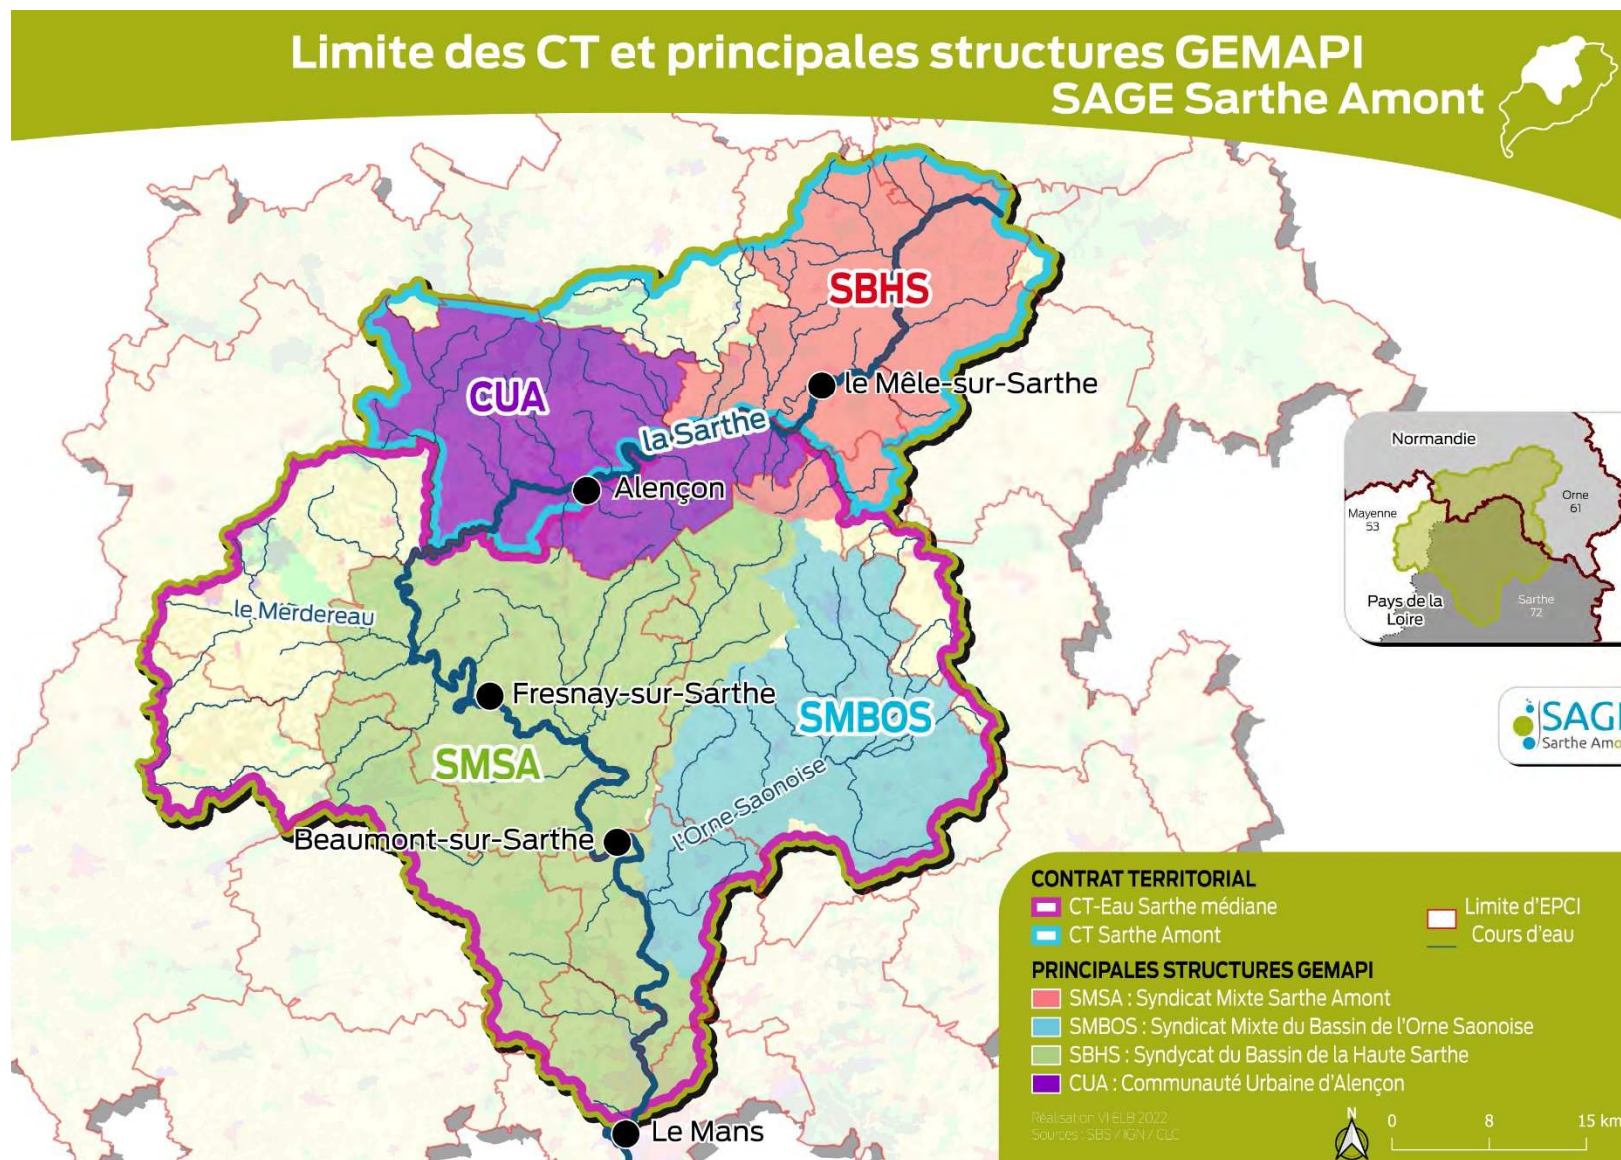 Limite des CT et principales structures GEMAPI
SAGE Sarthe Amont
SBHS
CUA
le Mêle-sur-Sarthe
la Sarthe
Alençon
le Merdereau
Fresnay-sur-Sarthe
SMBOS
SMSA
l'Orne Saonoise
Beaumont-sur-Sarthe
Le Mans
Normandie
Orne
61
Mayenne
53
Pays de la
Loire
Sarthe
72
Sarthe
CONTRAT TERRITORIAL
CT-Eau Sarthe médiane
CT Sarthe Amont
Limite d'EPCI
Cours d'eau
PRINCIPALES STRUCTURES GEMAPI
SMSA : Syndicat Mixte Sarthe Amont
SMBOS : Syndicat Mixte du Bassin de l'Orne Saonoise
SBHS : Syndycat du Bassin de la Haute Sarthe
CUA : Communauté Urbaine d'Alençon
Réalisation VI ELB 2022
Sources : SBS / IGN / CLC
N
0 8 15 km